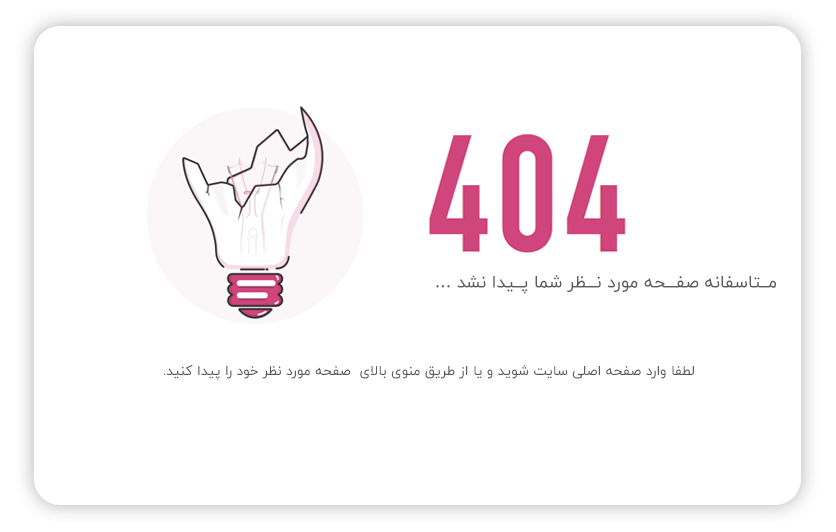 404
متاسفانه صفحه مورد نظر شما پیدا نشد ...
لطفا وارد صفحه اصلی سایت شوید و یا از طریق منوی بالای صفحه مورد نظر خود را پیدا کنید.